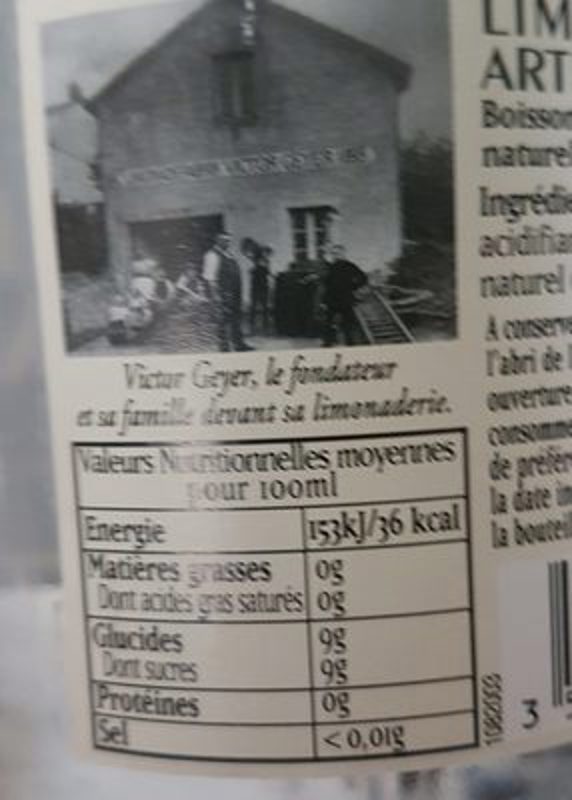 LIM
ART
Boisson
naturel
Ingrédie
acidifian
naturel
A conserve
l'abri de l
ouverture
consomme
de préfére
la date in
la bouteil
Victor Geyer, le fondateur
et sa famille devant sa limonaderie.
Valeurs Nutritionnelles moyennes
pour 100ml
Energie 153kJ/36 kcal
Matières grasses 0g
Dont acides gras saturés 0g
Glucides 9g
Dont sucres 9g
Protéines 0g
Sel < 0,01g
3